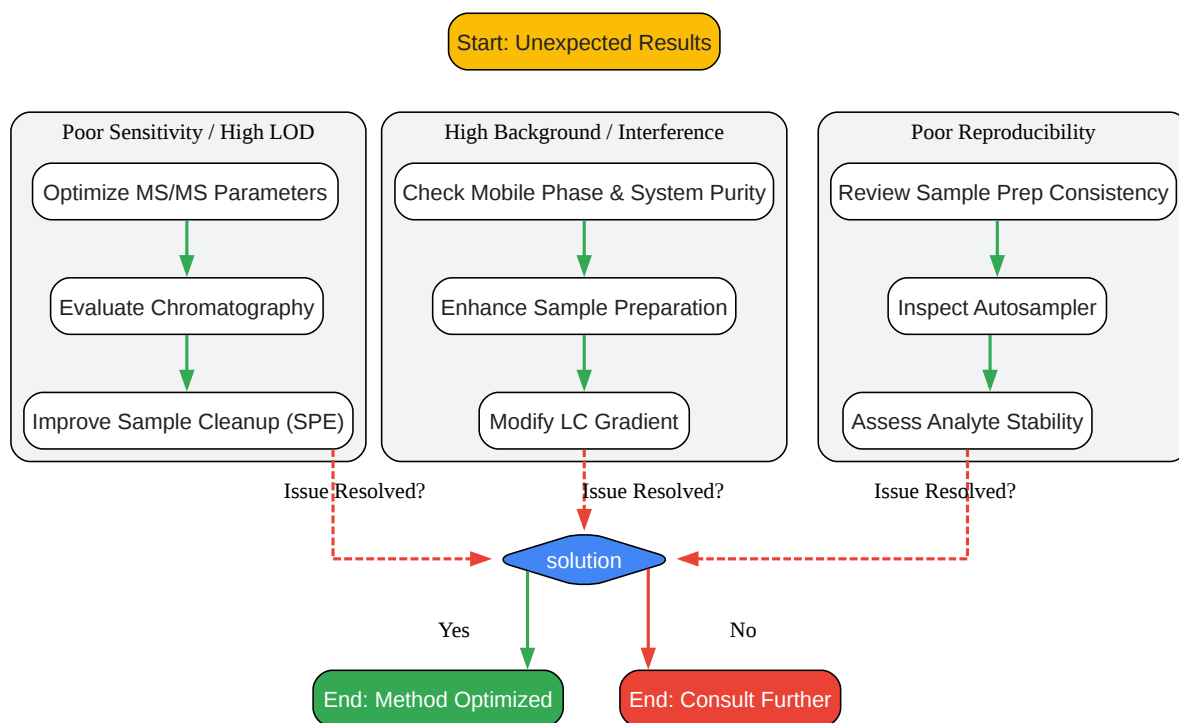 Start: Unexpected Results
Poor Sensitivity / High LOD
Optimize MS/MS Parameters
Evaluate Chromatography
Improve Sample Cleanup (SPE)
High Background / Interference
Check Mobile Phase & System Purity
Enhance Sample Preparation
Modify LC Gradient
Poor Reproducibility
Review Sample Prep Consistency
Inspect Autosampler
Assess Analyte Stability
Issue Resolved?
Issue Resolved?
Issue Resolved?
solution
Yes
No
End: Method Optimized
End: Consult Further